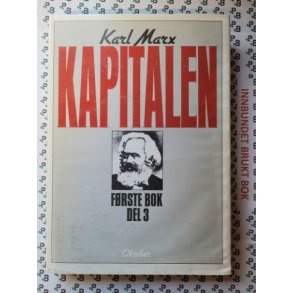 Karl Marx
KAPITALEN
FØRSTE BOK
DEL 3
Oktober
INNBUNDET BRUKT BOK